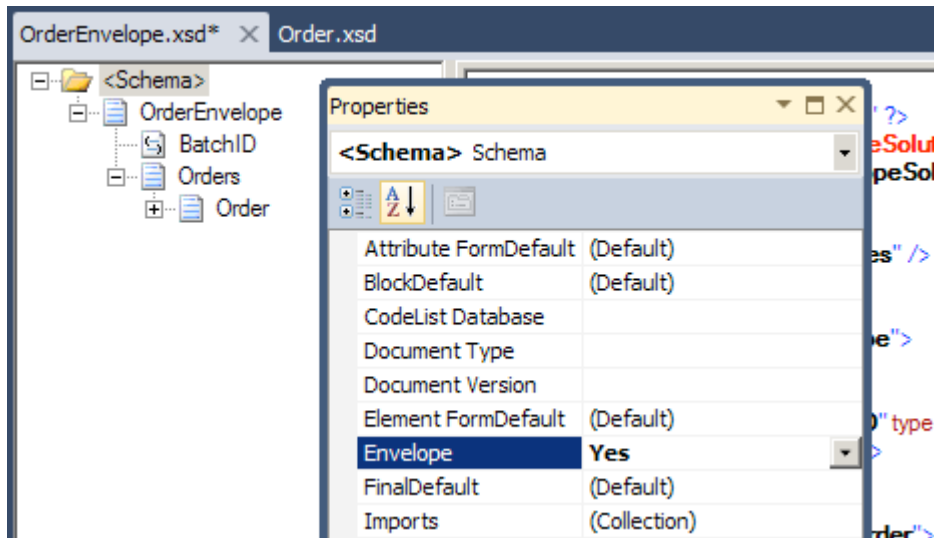 OrderEnvelope.xsd* Order.xsd
<Schema>
OrderEnvelope
BatchID
Orders
Order
Properties
<Schema> Schema
Attribute FormDefault (Default)
BlockDefault (Default)
CodeList Database
Document Type
Document Version
Element FormDefault (Default)
Envelope Yes
FinalDefault (Default)
Imports (Collection)
' ?>
eSolut
peSol
es" />
pe">
D" type
>
rder">